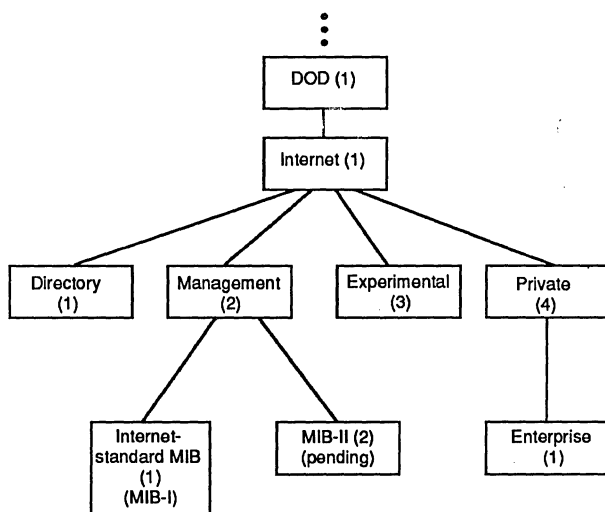 DOD (1)
Internet (1)
Directory
(1)
Management
(2)
Experimental
(3)
Private
(4)
Internet-
standard MIB
(1)
(MIB-I)
MIB-II (2)
(pending)
Enterprise
(1)